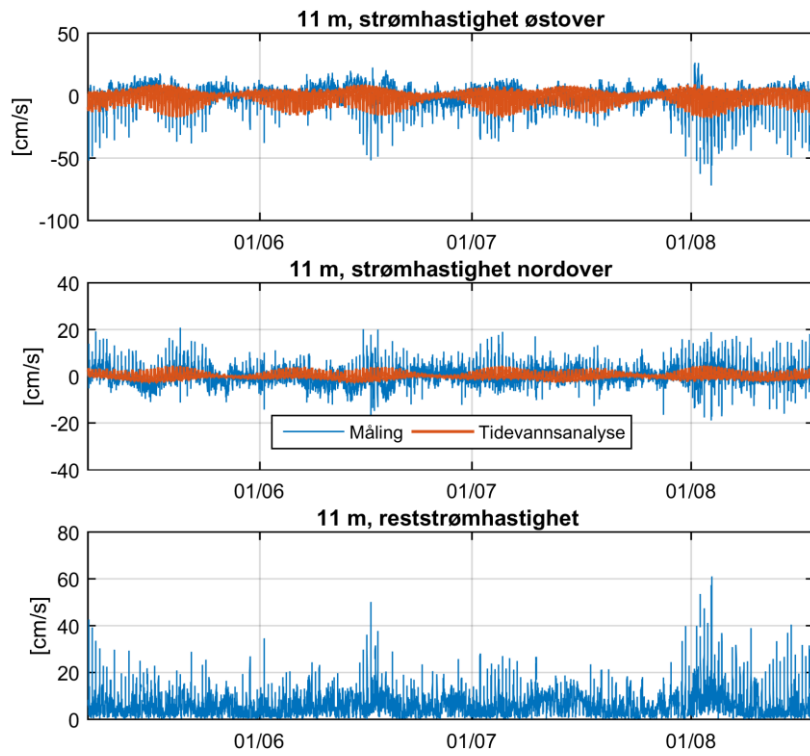 11 m, strømhastighet østover
50
0
-50
-100
[cm/s]
01/06 01/07 01/08
11 m, strømhastighet nordover
40
20
0
-20
-40
[cm/s]
Måling Tidevannsanalyse
01/06 01/07 01/08
11 m, reststrømhastighet
80
60
40
20
0
[cm/s]
01/06 01/07 01/08